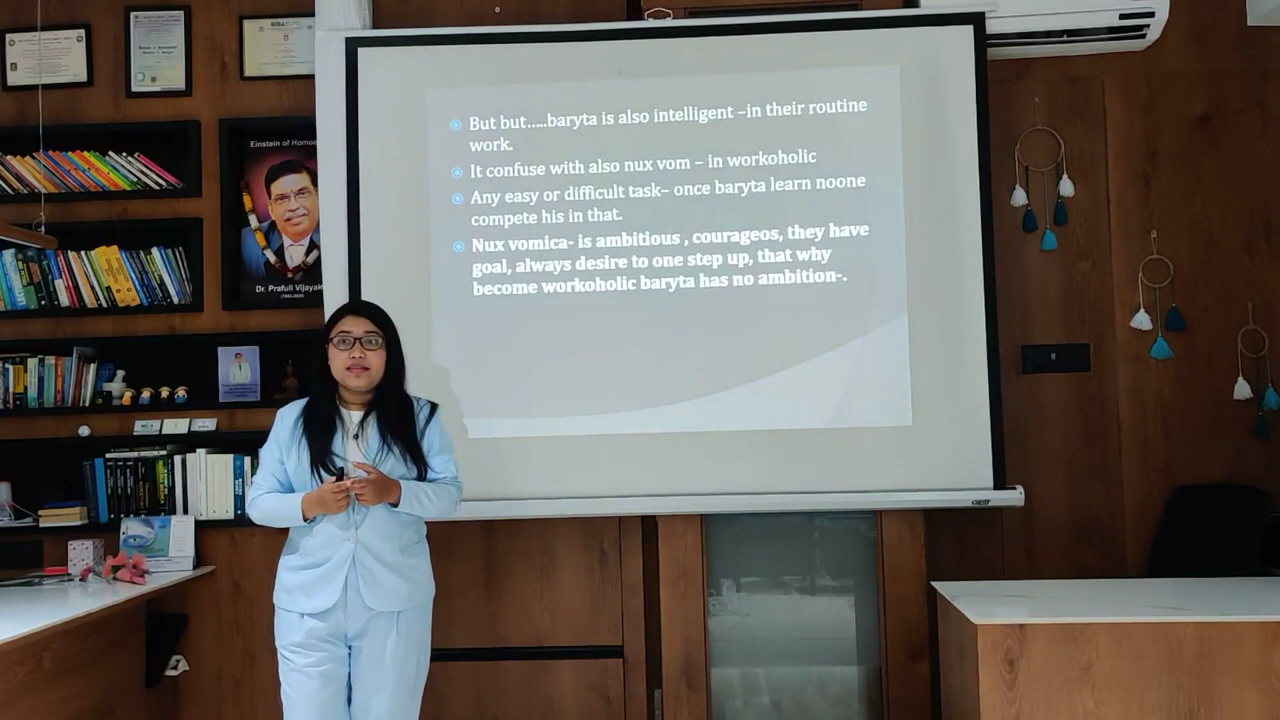 But but.....baryta is also intelligent –in their routine
work.
It confuse with also nux vom – in workoholic
Any easy or difficult task– once baryta learn noone
compete his in that.
Nux vomica- is ambitious , courageos, they have
goal, always desire to one step up, that why
become workoholic baryta has no ambition-.
Einstein of Homoe
Dr. Prafull Vijayak